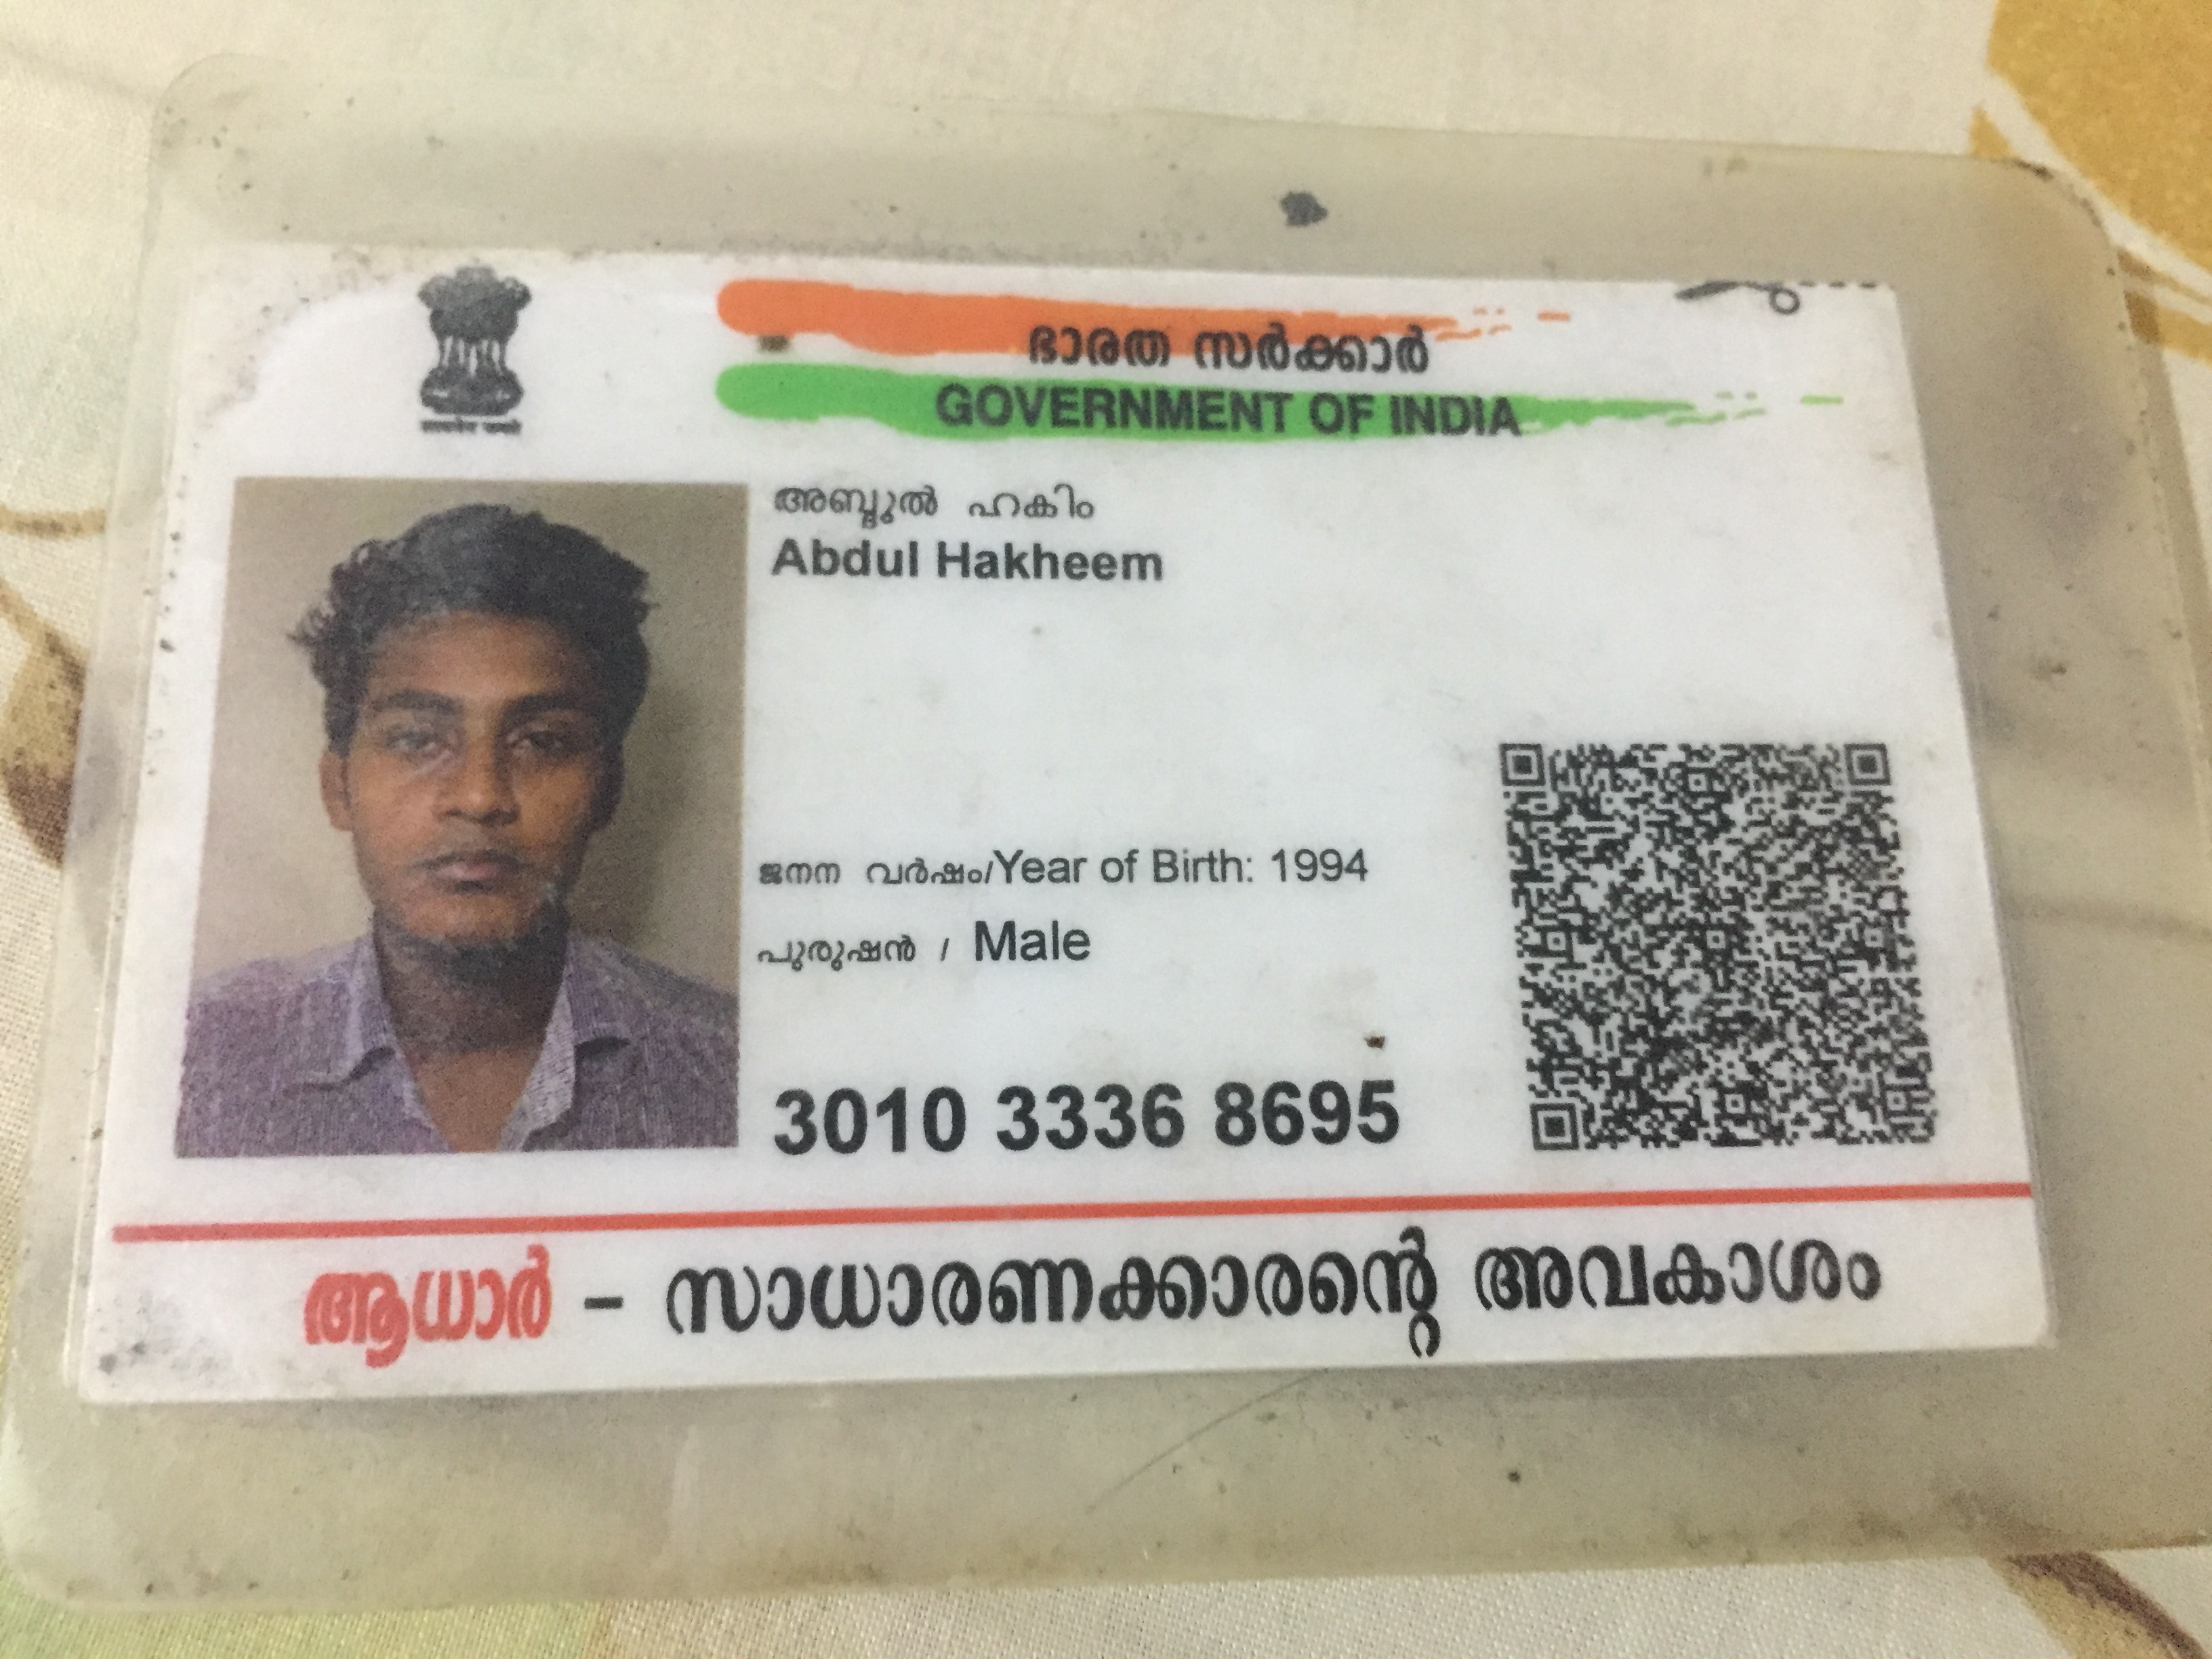 ഭാരത സർക്കാർ
GOVERNMENT OF INDIA
അബ്ദുൽ ഹകീം
Abdul Hakheem
ജനന വർഷം/Year of Birth: 1994
പുരുഷൻ / Male
3010 3336 8695
ആധാർ - സാധാരണക്കാരന്റെ അവകാശം